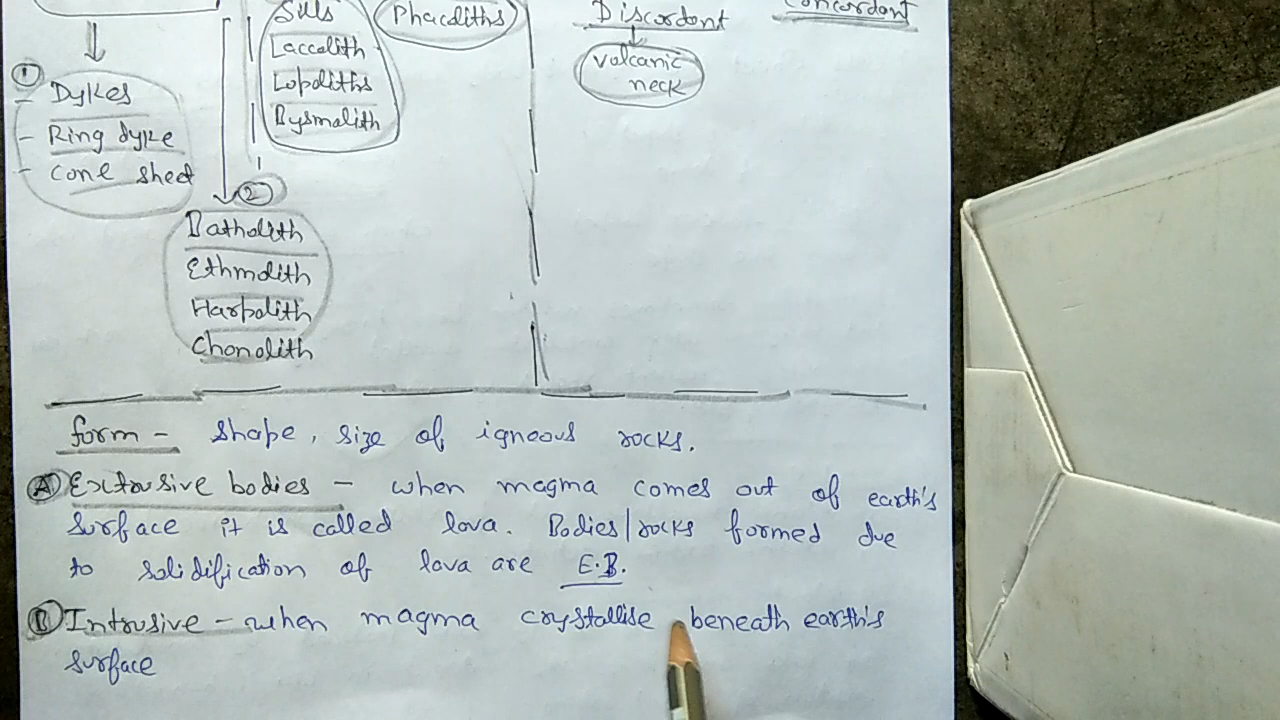 Sills
Phacoliths
Discordant
Concordant
Laccolith
Volcanic
neck
Lopoliths
1
- Dykes
Bysmalith
- Ring dyke
- Cone sheet
2
Batholith
Ethmolith
Harpolith
Chonolith
form - Shape, size of igneous rocks.
A Extrusive bodies - when magma comes out of earth's
surface it is called lava. Bodies/rocks formed due
to solidification of lava are E.B.
B Intrusive - when magma crystallise beneath earth's
surface